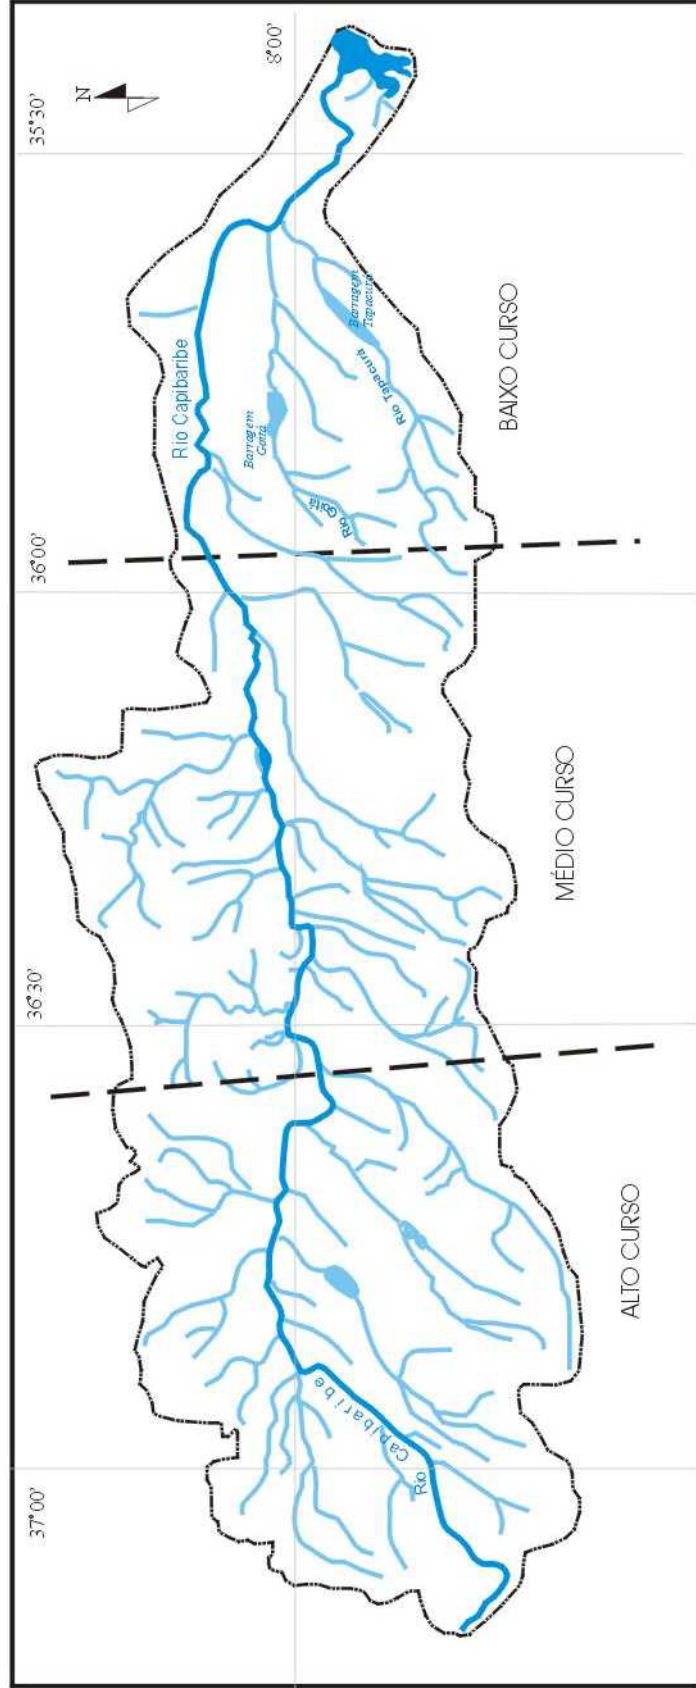 37°00'
36°30'
36°00'
35°30'
N
8°00'
Rio Capibaribe
Barragem
Goitá
Rio Goitá
Barragem
Tapacurá
Rio Tapacurá
Rio Capibaribe
ALTO CURSO
MÉDIO CURSO
BAIXO CURSO